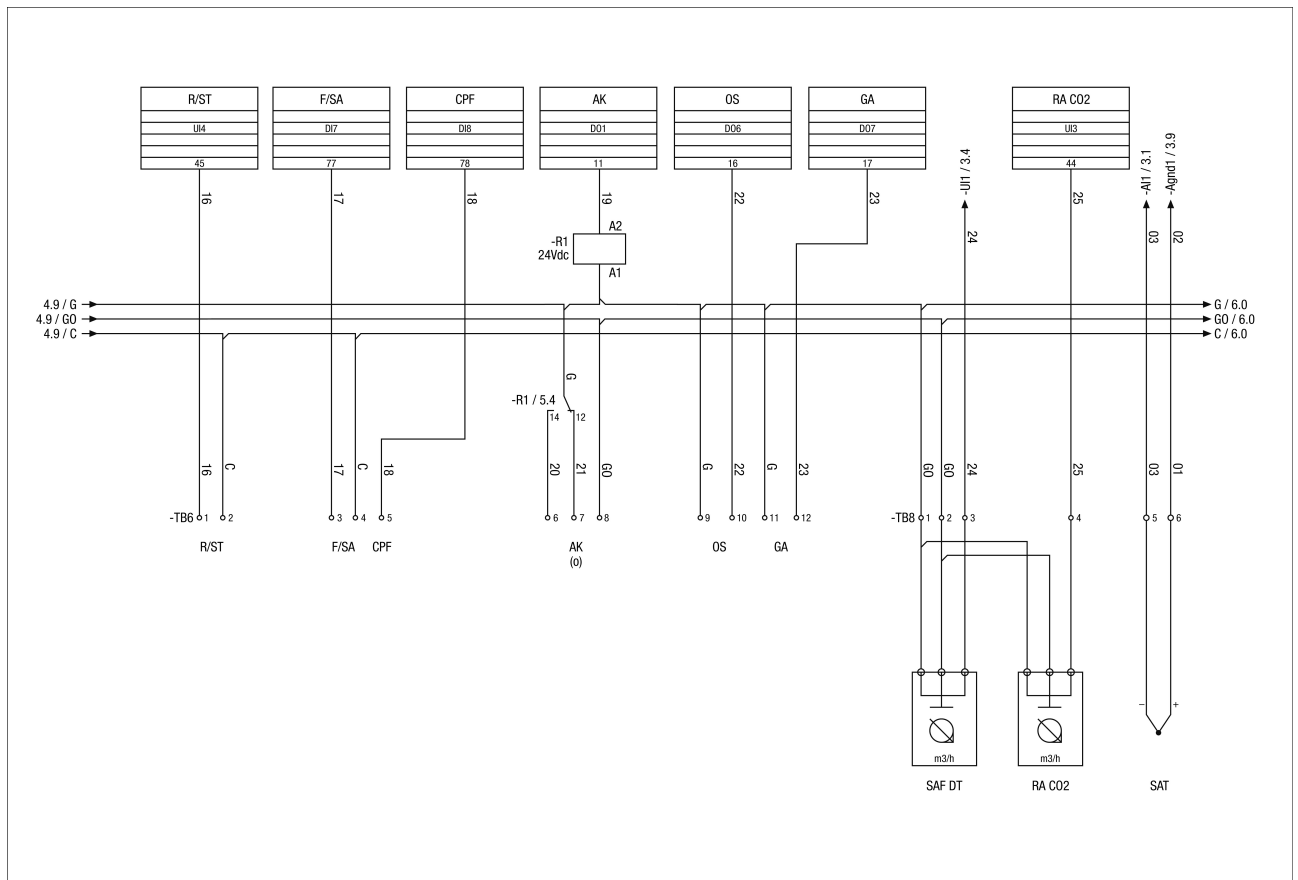 R/ST F/SA CPF AK OS GA RA CO2
UI4 DI7 DI8 DO1 DO6 DO7 UI3
45 77 78 11 16 17 44
-UI1 / 3.4
-AI1 / 3.1
-Agnd1 / 3.9
16 17 18 19 22 23 24 25 03 02
A2
-R1
24Vdc
A1
4.9 / G G / 6.0
4.9 / GO GO / 6.0
4.9 / C C / 6.0
G
-R1 / 5.4
14 12
16 C 17 C 18 20 21 GO G 22 G 23 GO GO 24 25 03 01
-TB6 1 2 3 4 5 6 7 8 9 10 11 12 -TB8 1 2 3 4 5 6
R/ST F/SA CPF AK OS GA
(o)
– +
m3/h m3/h
SAF DT RA CO2 SAT